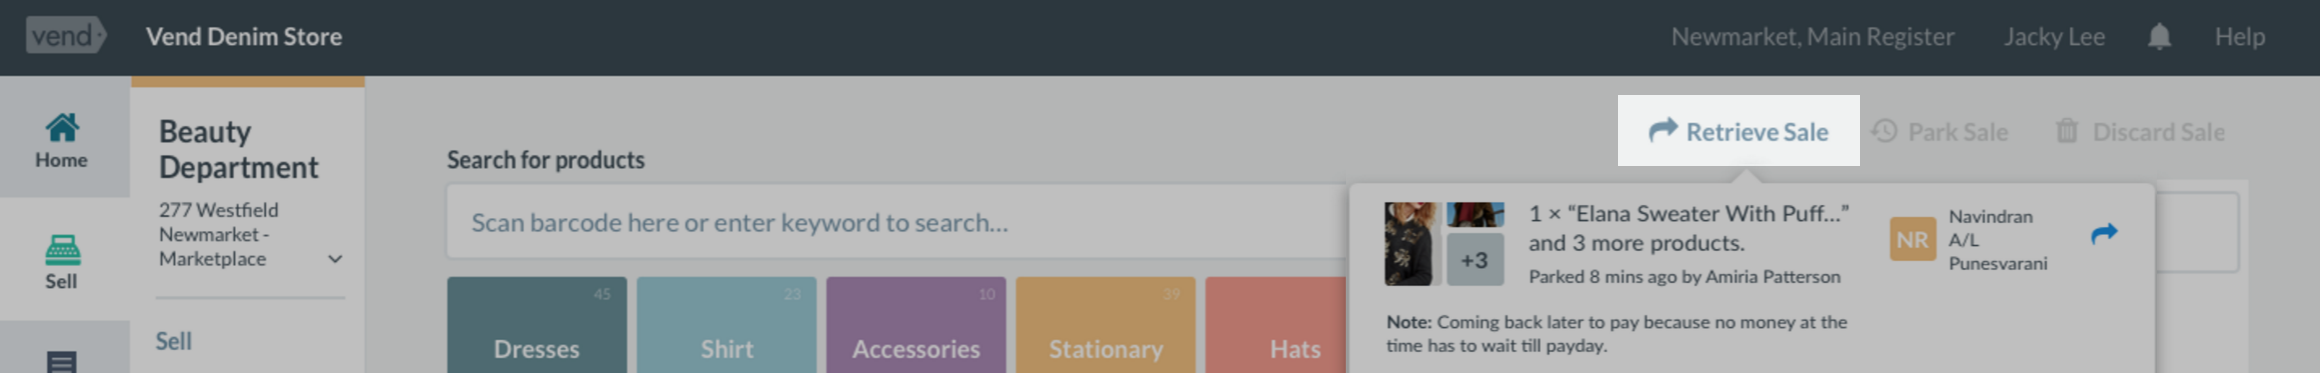 vend
Vend Denim Store
Newmarket, Main Register
Jacky Lee
Help
Home
Sell
Beauty
Department
277 Westfield
Newmarket -
Marketplace
Sell
Retrieve Sale
Park Sale
Discard Sale
Search for products
Scan barcode here or enter keyword to search...
45
Dresses
23
Shirt
10
Accessories
39
Stationary
Hats
+3
1 × “Elana Sweater With Puff...”
and 3 more products.
Parked 8 mins ago by Amiria Patterson
NR
Navindran
A/L
Punesvarani
Note: Coming back later to pay because no money at the
time has to wait till payday.